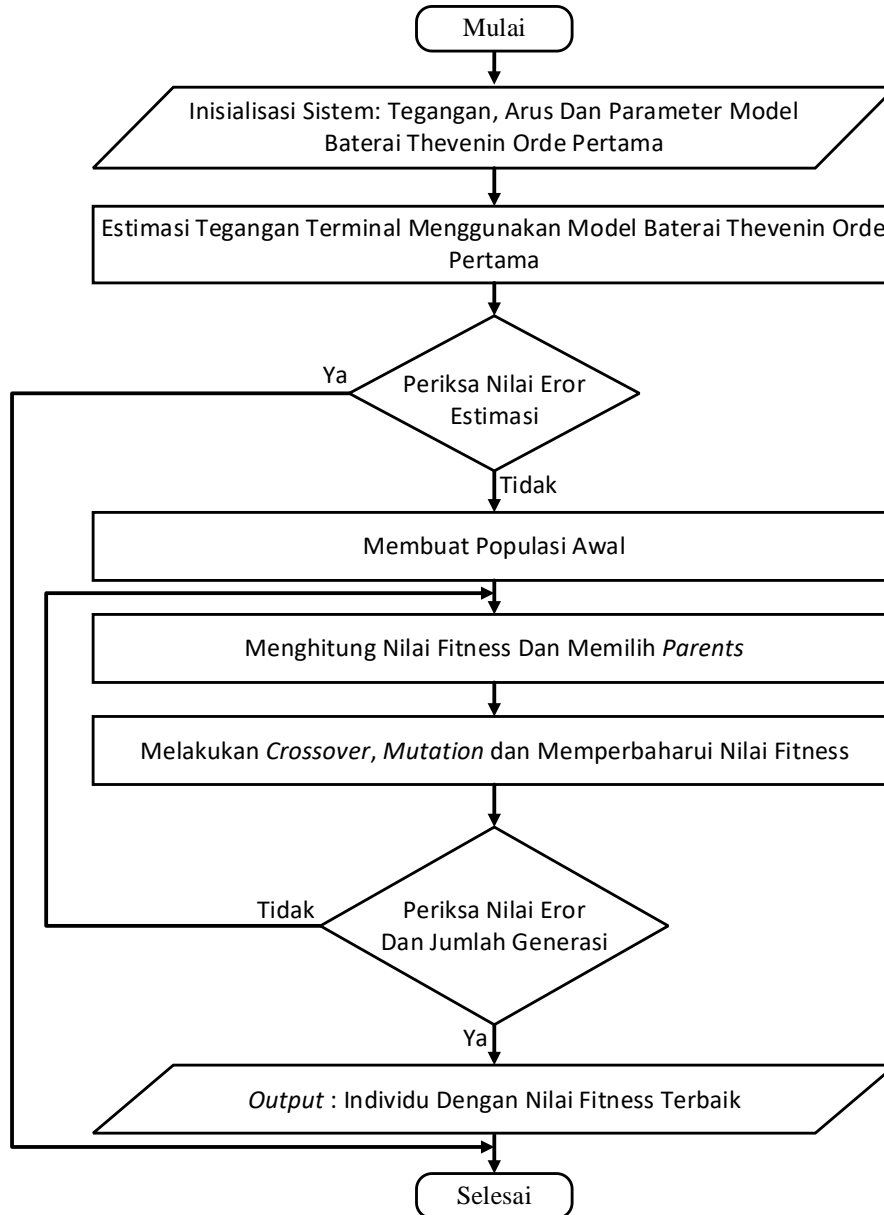 Mulai
Inisialisasi Sistem: Tegangan, Arus Dan Parameter Model
Baterai Thevenin Orde Pertama
Estimasi Tegangan Terminal Menggunakan Model Baterai Thevenin Orde
Pertama
Ya
Periksa Nilai Eror
Estimasi
Tidak
Membuat Populasi Awal
Menghitung Nilai Fitness Dan Memilih Parents
Melakukan Crossover, Mutation dan Memperbaharui Nilai Fitness
Tidak
Periksa Nilai Eror
Dan Jumlah Generasi
Ya
Output : Individu Dengan Nilai Fitness Terbaik
Selesai